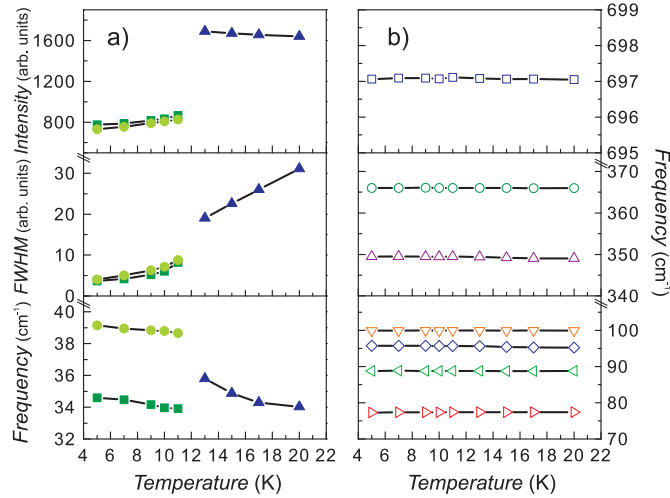 a)
Intensity (arb. units)
1600
1200
800
FWHM (arb. units)
30
20
10
0
Frequency (cm⁻¹)
40
38
36
34
32
4 6 8 10 12 14 16 18 20 22
Temperature (K)
b)
699
698
697
696
695
370
360
350
340
100
90
80
70
Frequency (cm⁻¹)
4 6 8 10 12 14 16 18 20 22
Temperature (K)